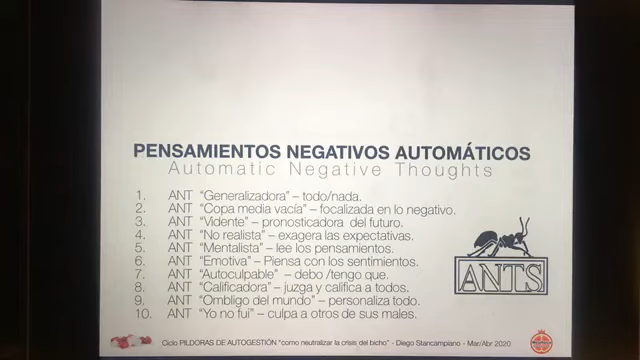 PENSAMIENTOS NEGATIVOS AUTOMÁTICOS
Automatic Negative Thoughts
1. ANT “Generalizadora” – todo/nada.
2. ANT “Copa media vacía” – focalizada en lo negativo.
3. ANT “Vidente” – pronosticadora del futuro.
4. ANT “No realista” – exagera las expectativas.
5. ANT “Mentalista” – lee los pensamientos.
6. ANT “Emotiva” – Piensa con los sentimientos.
7. ANT “Autoculpable” – debo /tengo que.
8. ANT “Calificadora” – juzga y califica a todos.
9. ANT “Ombligo del mundo” – personaliza todo.
10. ANT “Yo no fui” – culpa a otros de sus males.
ANTS
Ciclo PILDORAS DE AUTOGESTIÓN “como neutralizar la crisis del bicho” - Diego Stancampiano - Mar/Abr 2020